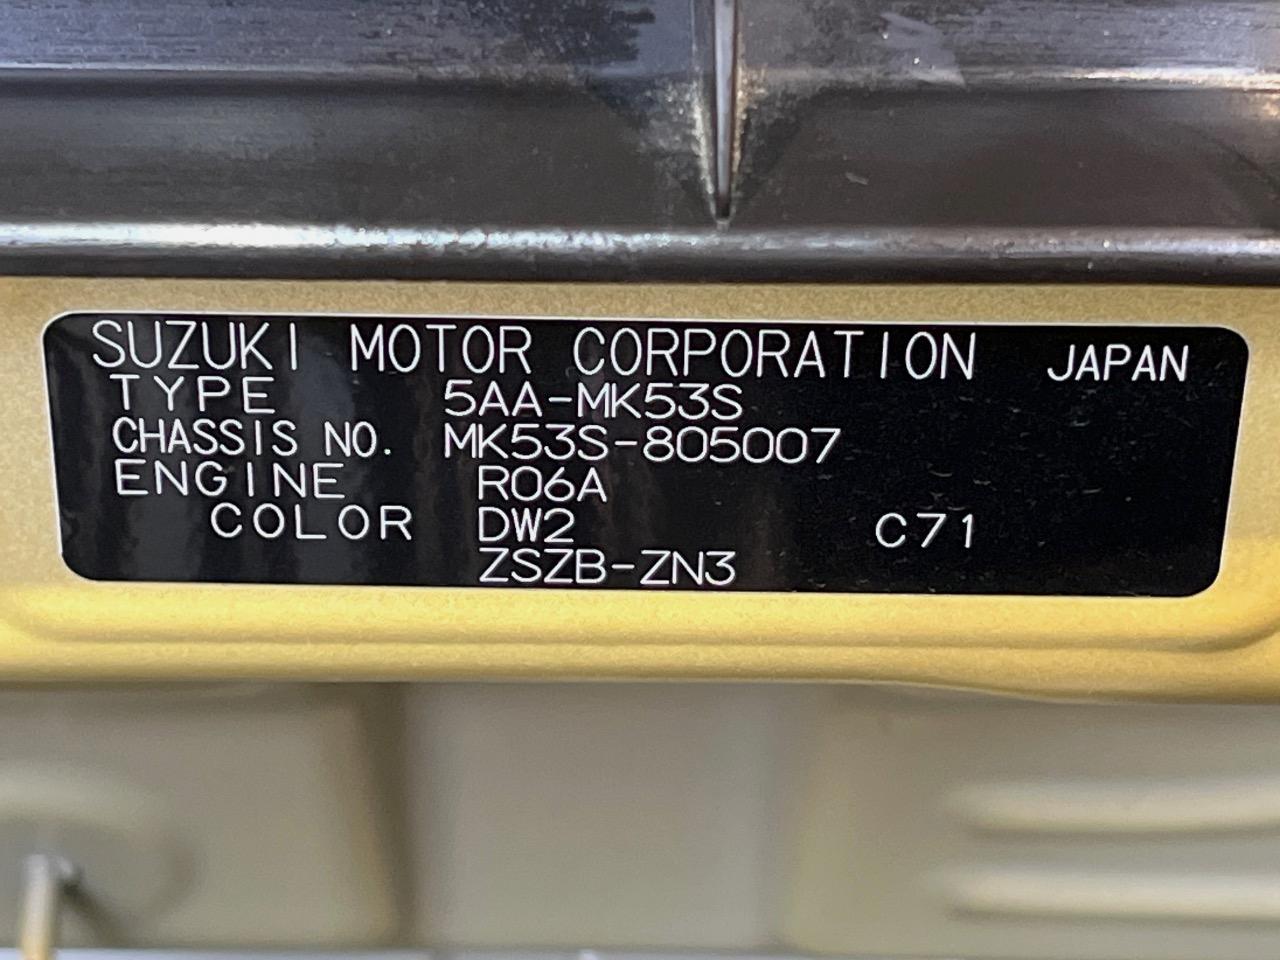 SUZUKI MOTOR CORPORATION JAPAN
TYPE 5AA-MK53S
CHASSIS NO. MK53S-805007
ENGINE R06A
COLOR DW2 C71
ZSZB-ZN3